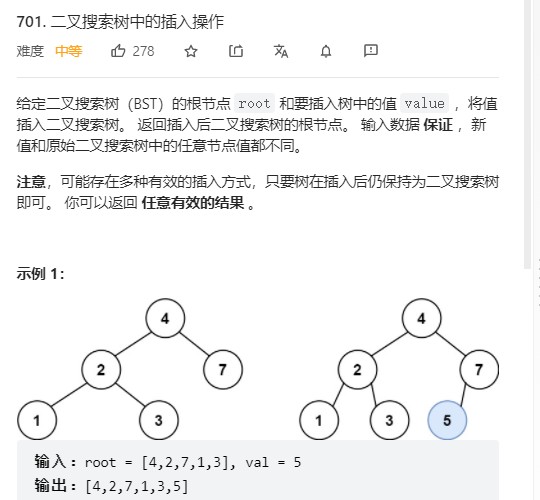 701. 二叉搜索树中的插入操作
难度 中等 278
给定二叉搜索树（BST）的根节点 root 和要插入树中的值 value ，将值
插入二叉搜索树。 返回插入后二叉搜索树的根节点。 输入数据 保证 ，新
值和原始二叉搜索树中的任意节点值都不同。
注意，可能存在多种有效的插入方式，只要树在插入后仍保持为二叉搜索树
即可。 你可以返回 任意有效的结果 。
示例 1：
4 4
2 7 2 7
1 3 1 3 5
输入：root = [4,2,7,1,3], val = 5
输出：[4,2,7,1,3,5]